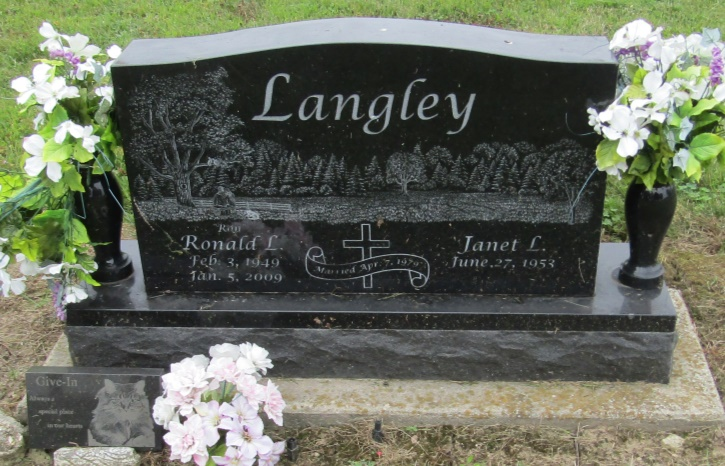 Langley
Ron
Ronald L.
Feb. 3, 1949
Jan. 5, 2009
Married Apr. 7, 1979
Janet L.
June 27, 1953
Give-In
Always a
special place
in our hearts